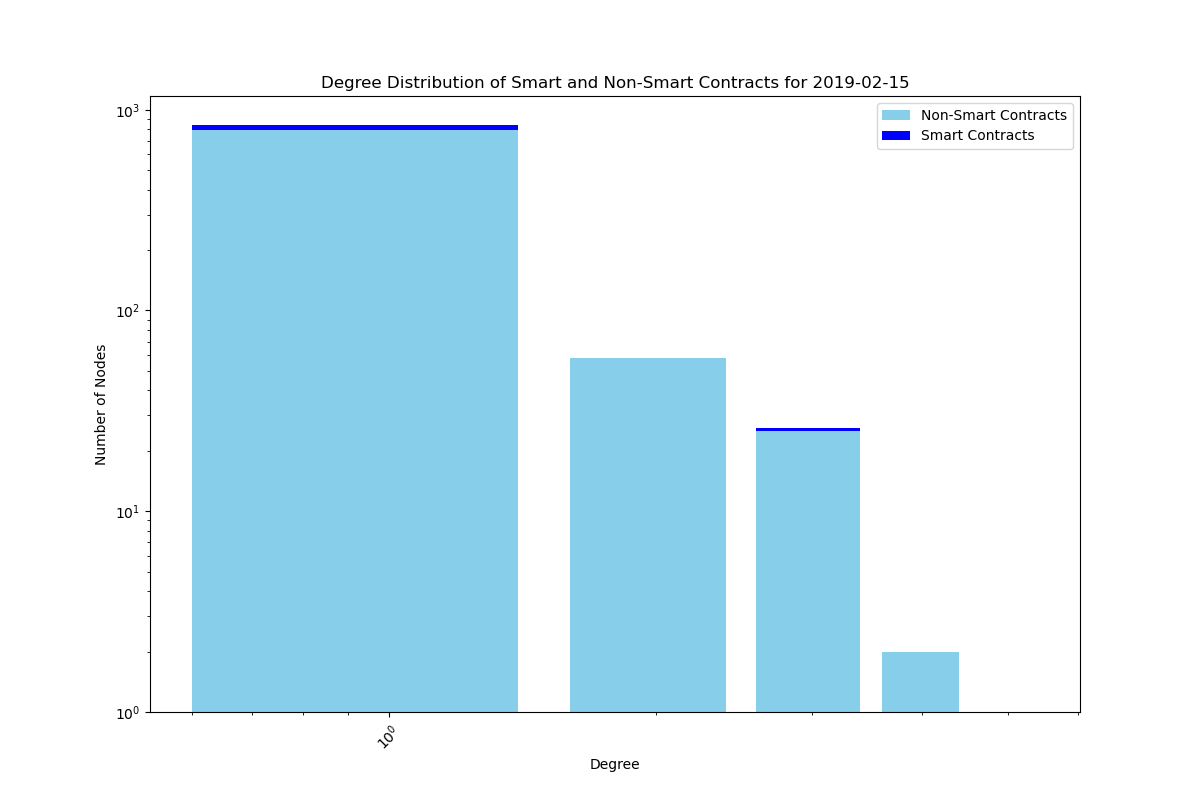 Degree Distribution of Smart and Non-Smart Contracts for 2019-02-15
Non-Smart Contracts
Smart Contracts
10³
10²
10¹
10⁰
Number of Nodes
10⁰
Degree